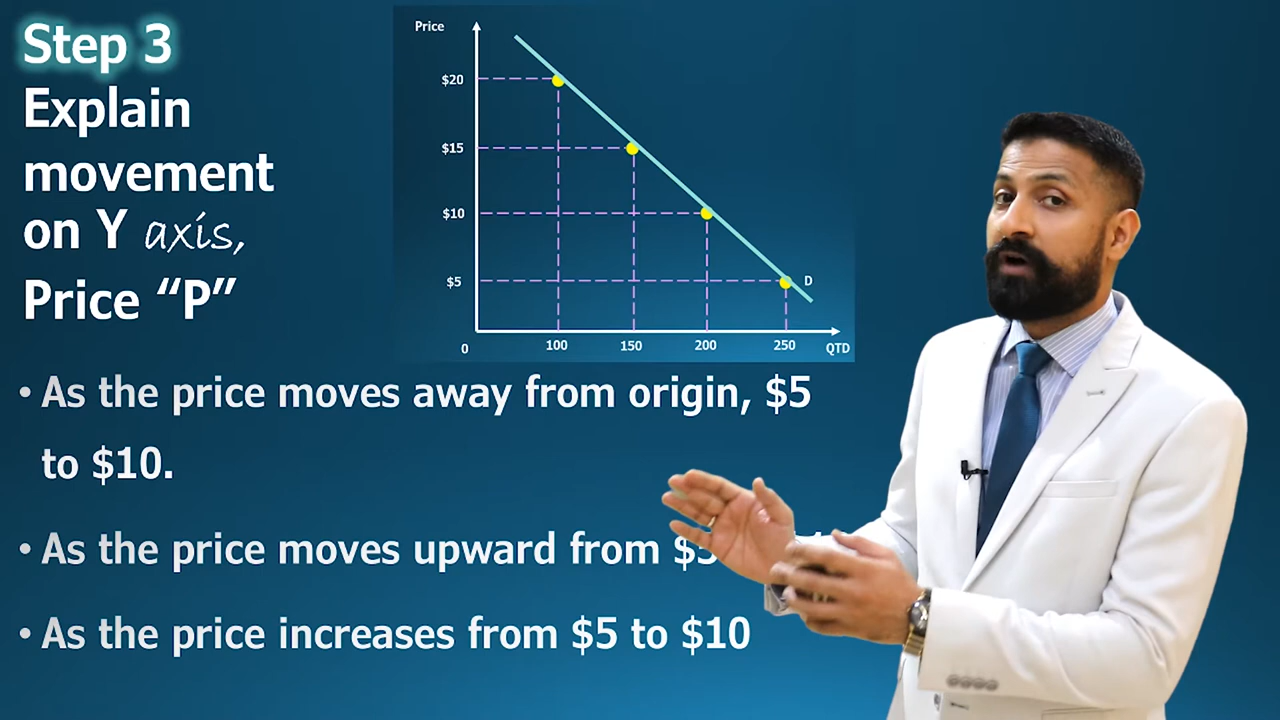 Step 3
Explain
movement
on Y axis,
Price “P”
Price
$20
$15
$10
$5
D
0
100
150
200
250
QTD
• As the price moves away from origin, $5
to $10.
• As the price moves upward from
• As the price increases from $5 to $10